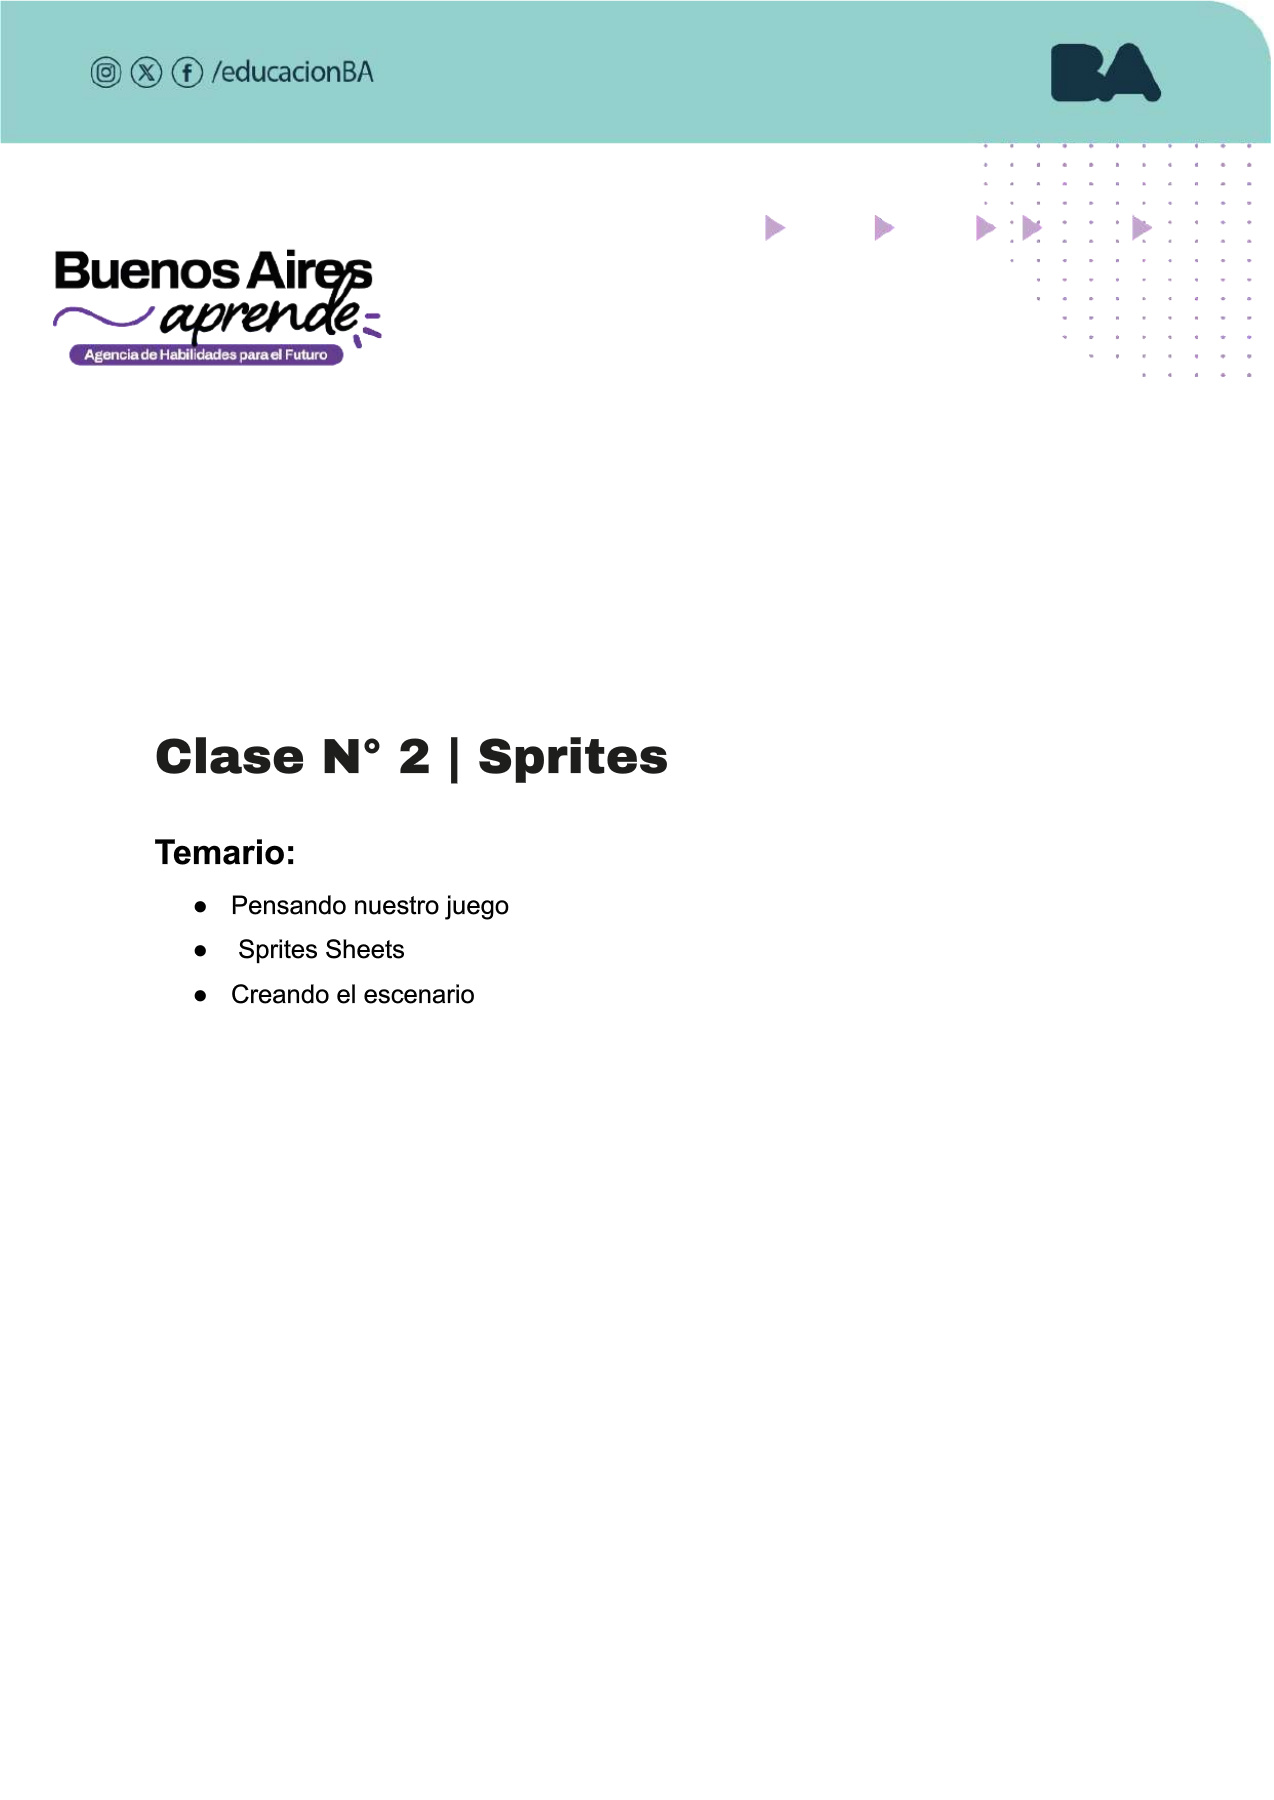 /educacionBA
BA
Buenos Aires
aprende
Agencia de Habilidades para el Futuro
Clase N° 2 | Sprites
Temario:
● Pensando nuestro juego
● Sprites Sheets
● Creando el escenario